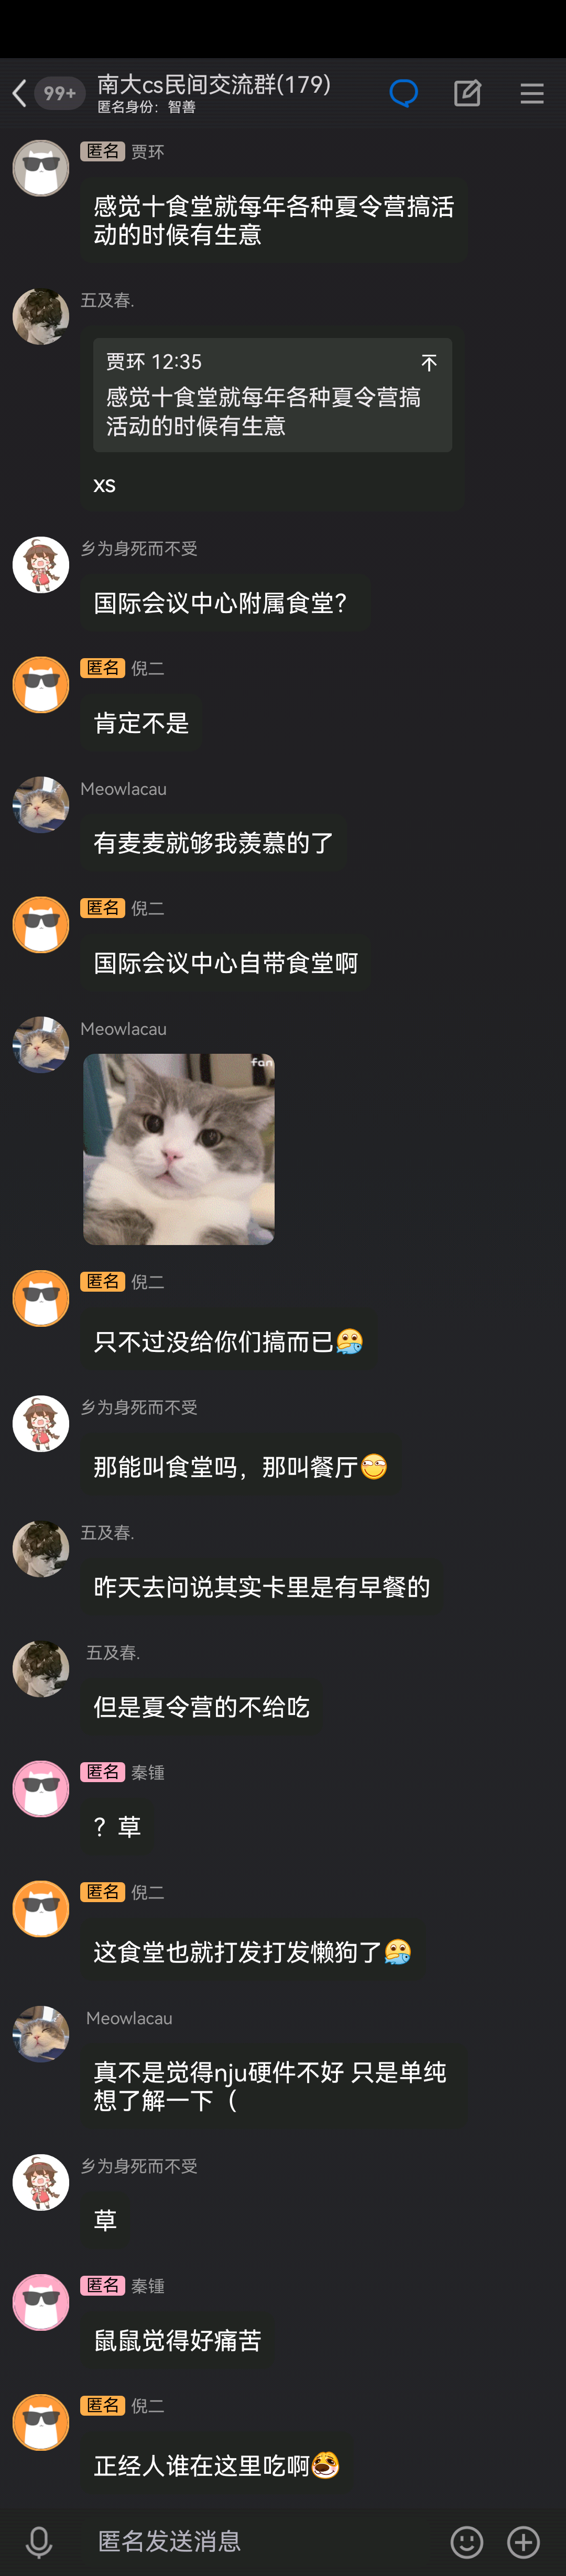 99+
南大cs民间交流群(179)
匿名身份：智善
匿名 贾环
感觉十食堂就每年各种夏令营搞活
动的时候有生意
五及春.
贾环 12:35
感觉十食堂就每年各种夏令营搞
活动的时候有生意
xs
乡为身死而不受
国际会议中心附属食堂？
匿名 倪二
肯定不是
Meowlacau
有麦麦就够我羡慕的了
匿名 倪二
国际会议中心自带食堂啊
Meowlacau
fan
匿名 倪二
只不过没给你们搞而已
乡为身死而不受
那能叫食堂吗，那叫餐厅
五及春.
昨天去问说其实卡里是有早餐的
五及春.
但是夏令营的不给吃
匿名 秦锺
？草
匿名 倪二
这食堂也就打发打发懒狗了
Meowlacau
真不是觉得nju硬件不好 只是单纯
想了解一下（
乡为身死而不受
草
匿名 秦锺
鼠鼠觉得好痛苦
匿名 倪二
正经人谁在这里吃啊
匿名发送消息